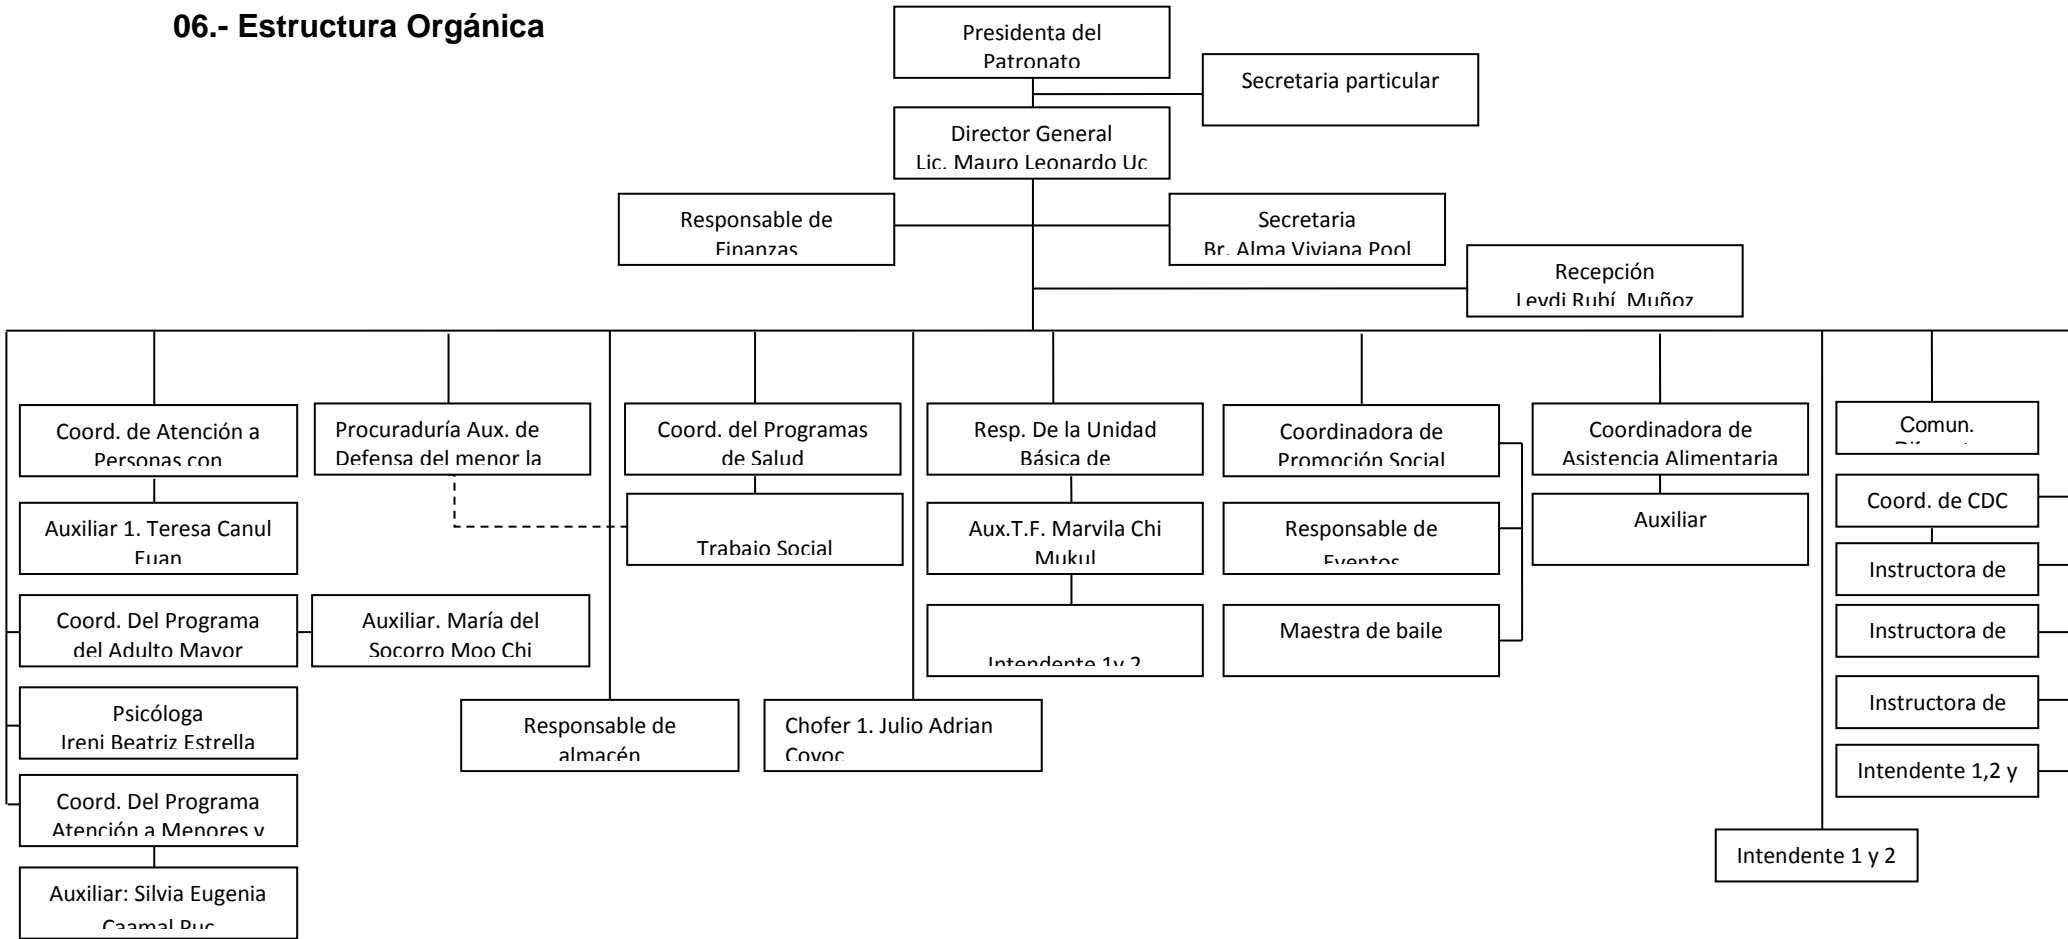 06.- Estructura Orgánica
Presidenta del
Patronato
Secretaria particular
Director General
Lic. Mauro Leonardo Uc
Responsable de
Finanzas
Secretaria
Br. Alma Viviana Pool
Recepción
Leydi Rubí Muñoz
Coord. de Atención a
Personas con
Procuraduría Aux. de
Defensa del menor la
Coord. del Programas
de Salud
Resp. De la Unidad
Básica de
Coordinadora de
Promoción Social
Coordinadora de
Asistencia Alimentaria
Comun.
Coord. de CDC
Auxiliar 1. Teresa Canul
Euan
Trabajo Social
Aux.T.F. Marvila Chi
Mukul
Responsable de
Eventos
Auxiliar
Instructora de
Coord. Del Programa
del Adulto Mayor
Auxiliar. María del
Socorro Moo Chi
Intendente 1y 2
Maestra de baile
Instructora de
Psicóloga
Ireni Beatriz Estrella
Responsable de
almacén
Chofer 1. Julio Adrian
Coyoc
Instructora de
Intendente 1,2 y
Coord. Del Programa
Atención a Menores y
Intendente 1 y 2
Auxiliar: Silvia Eugenia
Caamal Puc